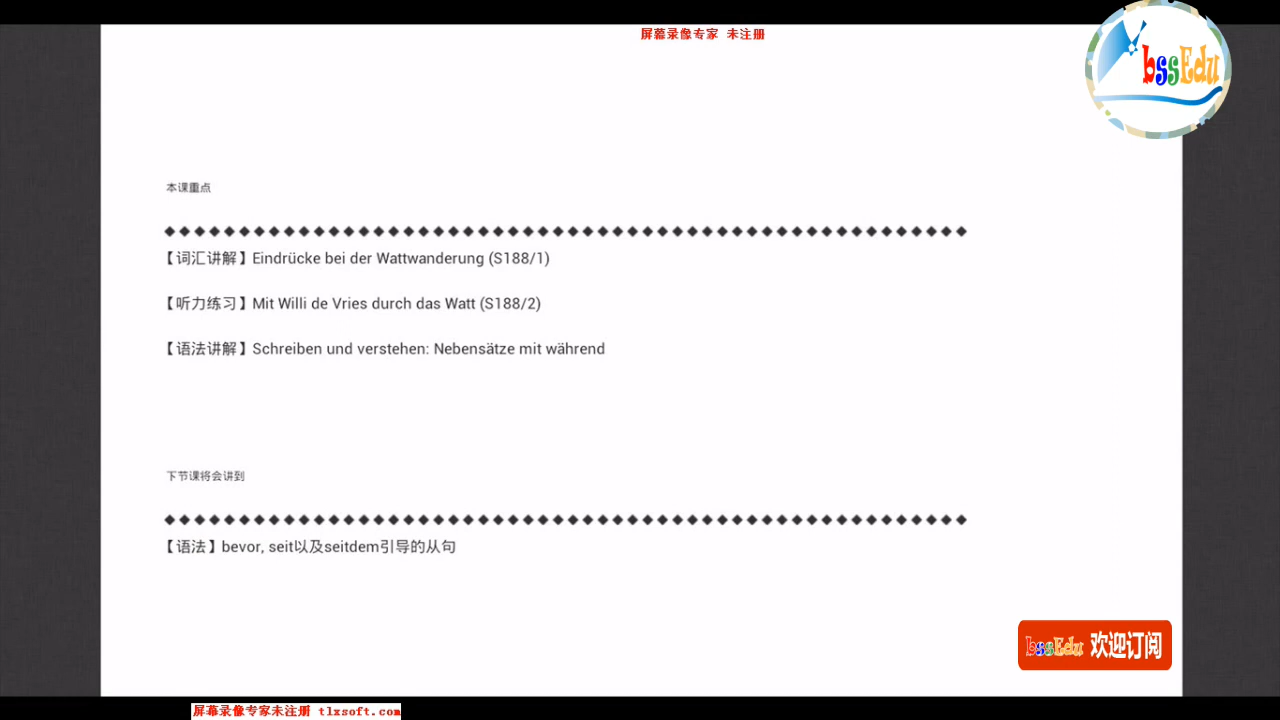 屏幕录像专家 未注册
bssEdu
本课重点
◆◆◆◆◆◆◆◆◆◆◆◆◆◆◆◆◆◆◆◆◆◆◆◆◆◆◆◆◆◆◆◆◆◆◆◆◆◆◆◆◆◆◆◆◆◆◆◆◆◆◆◆◆◆
【词汇讲解】Eindrücke bei der Wattwanderung (S188/1)
【听力练习】Mit Willi de Vries durch das Watt (S188/2)
【语法讲解】Schreiben und verstehen: Nebensätze mit während
下节课将会讲到
◆◆◆◆◆◆◆◆◆◆◆◆◆◆◆◆◆◆◆◆◆◆◆◆◆◆◆◆◆◆◆◆◆◆◆◆◆◆◆◆◆◆◆◆◆◆◆◆◆◆◆◆◆◆
【语法】bevor, seit以及seitdem引导的从句
bssEdu 欢迎订阅
屏幕录像专家未注册 tlxsoft.com